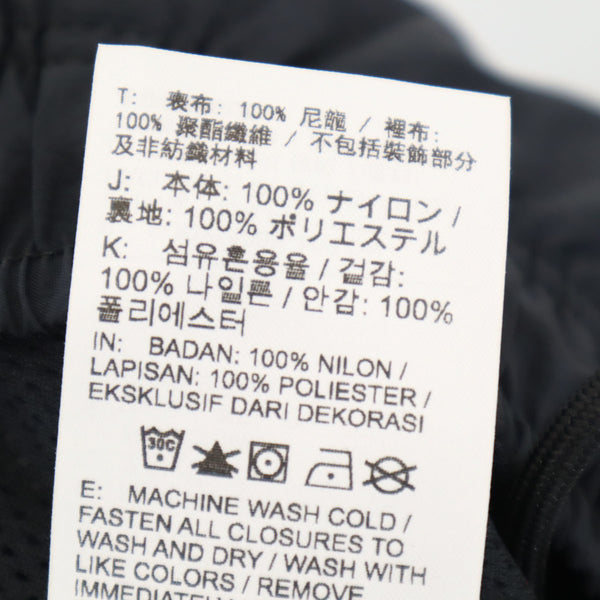 T: 表布: 100% 尼龍 / 裡布:
100% 聚酯纖維 / 不包括裝飾部分
及非紡織材料
J: 本体: 100% ナイロン /
裏地: 100% ポリエステル
K: 섬유혼용율 / 겉감:
100% 나일론 / 안감: 100%
폴리에스터
IN: BADAN: 100% NILON /
LAPISAN: 100% POLIESTER /
EKSKLUSIF DARI DEKORASI
30C
E: MACHINE WASH COLD /
FASTEN ALL CLOSURES TO
WASH AND DRY / WASH WITH
LIKE COLORS / REMOVE
IMMEDIATELY